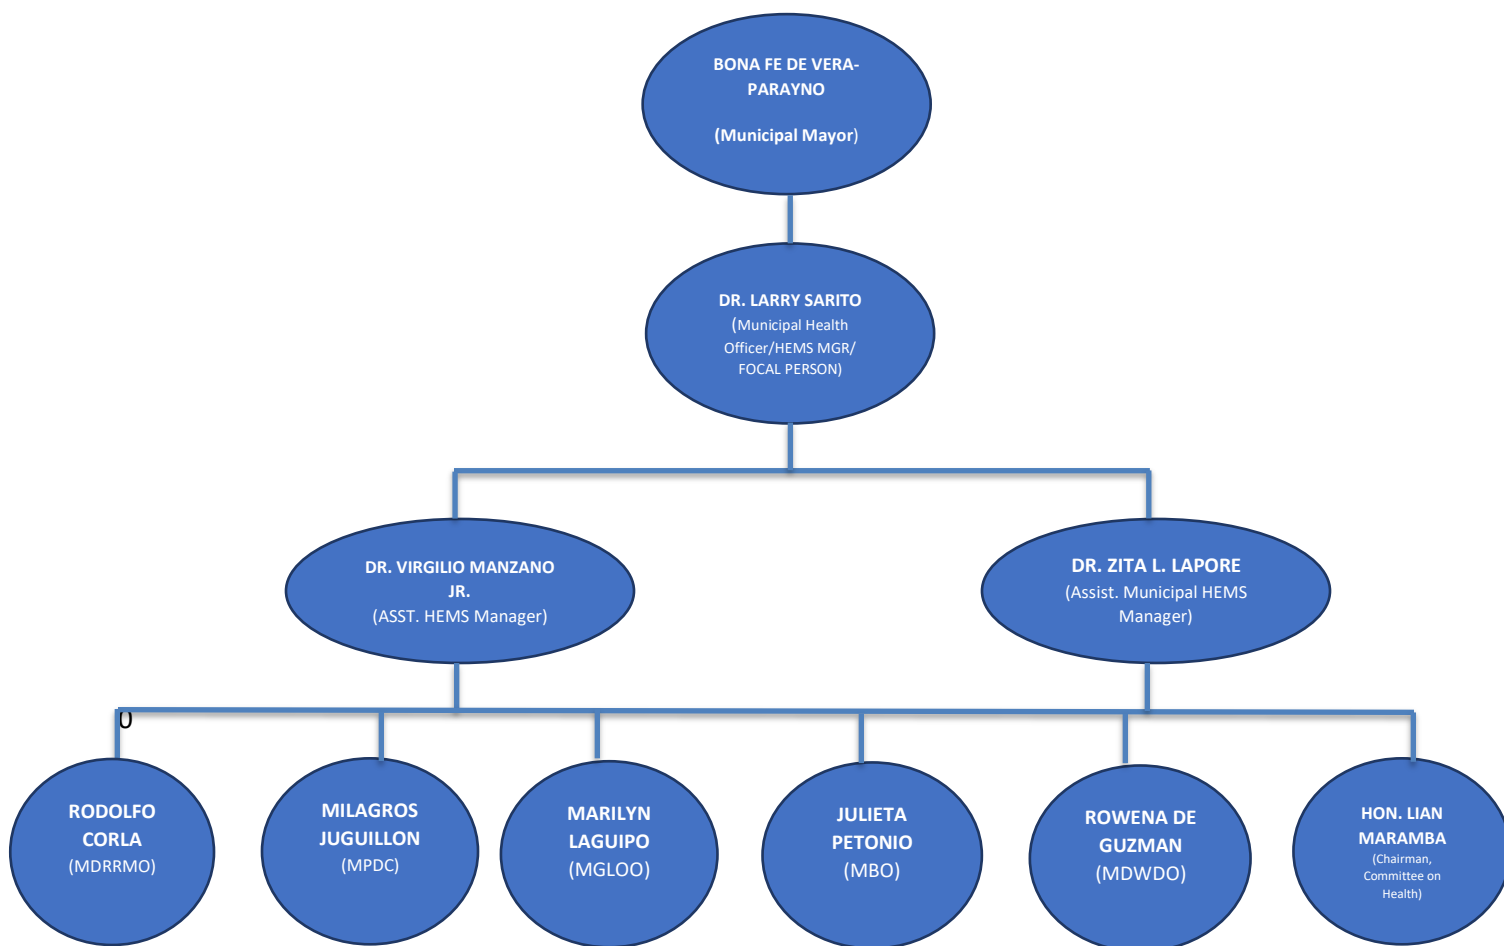 BONA FE DE VERA-
PARAYNO
(Municipal Mayor)
DR. LARRY SARITO
(Municipal Health
Officer/HEMS MGR/
FOCAL PERSON)
DR. VIRGILIO MANZANO
JR.
(ASST. HEMS Manager)
DR. ZITA L. LAPORE
(Assist. Municipal HEMS
Manager)
0
RODOLFO
CORLA
(MDRRMO)
MILAGROS
JUGUILLON
(MPDC)
MARILYN
LAGUIPO
(MGLOO)
JULIETA
PETONIO
(MBO)
ROWENA DE
GUZMAN
(MDWDO)
HON. LIAN
MARAMBA
(Chairman,
Committee on
Health)